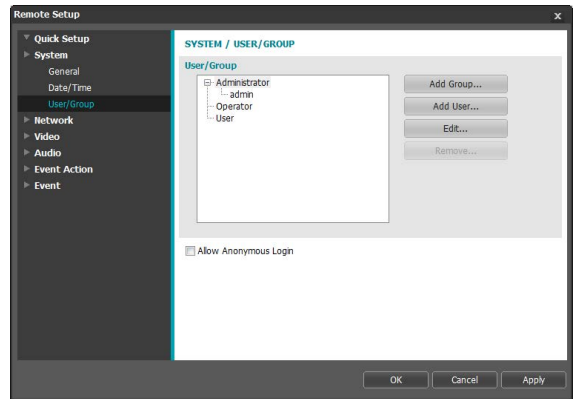 Remote Setup
x
Quick Setup
System
General
Date/Time
User/Group
Network
Video
Audio
Event Action
Event
SYSTEM / USER/GROUP
User/Group
Administrator
admin
Operator
User
Add Group...
Add User...
Edit...
Remove...
Allow Anonymous Login
OK
Cancel
Apply